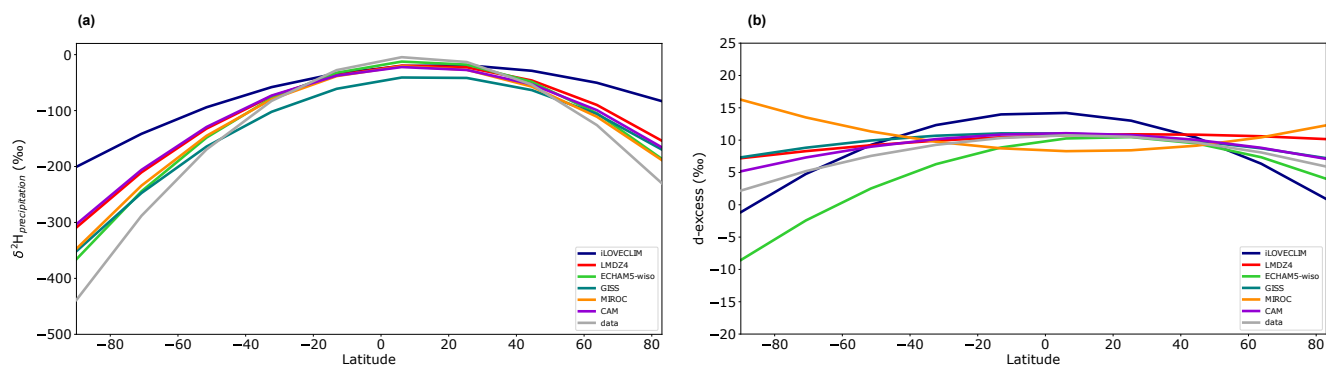 (a)
δ ²H precipitation (‰)
0
−100
−200
−300
−400
−500
−80
−60
−40
−20
0
20
40
60
80
Latitude
iLOVECLIM
LMDZ4
ECHAM5-wiso
GISS
MIROC
CAM
data
(b)
d-excess (‰)
25
20
15
10
5
0
−5
−10
−15
−20
−80
−60
−40
−20
0
20
40
60
80
Latitude
iLOVECLIM
LMDZ4
ECHAM5-wiso
GISS
MIROC
CAM
data